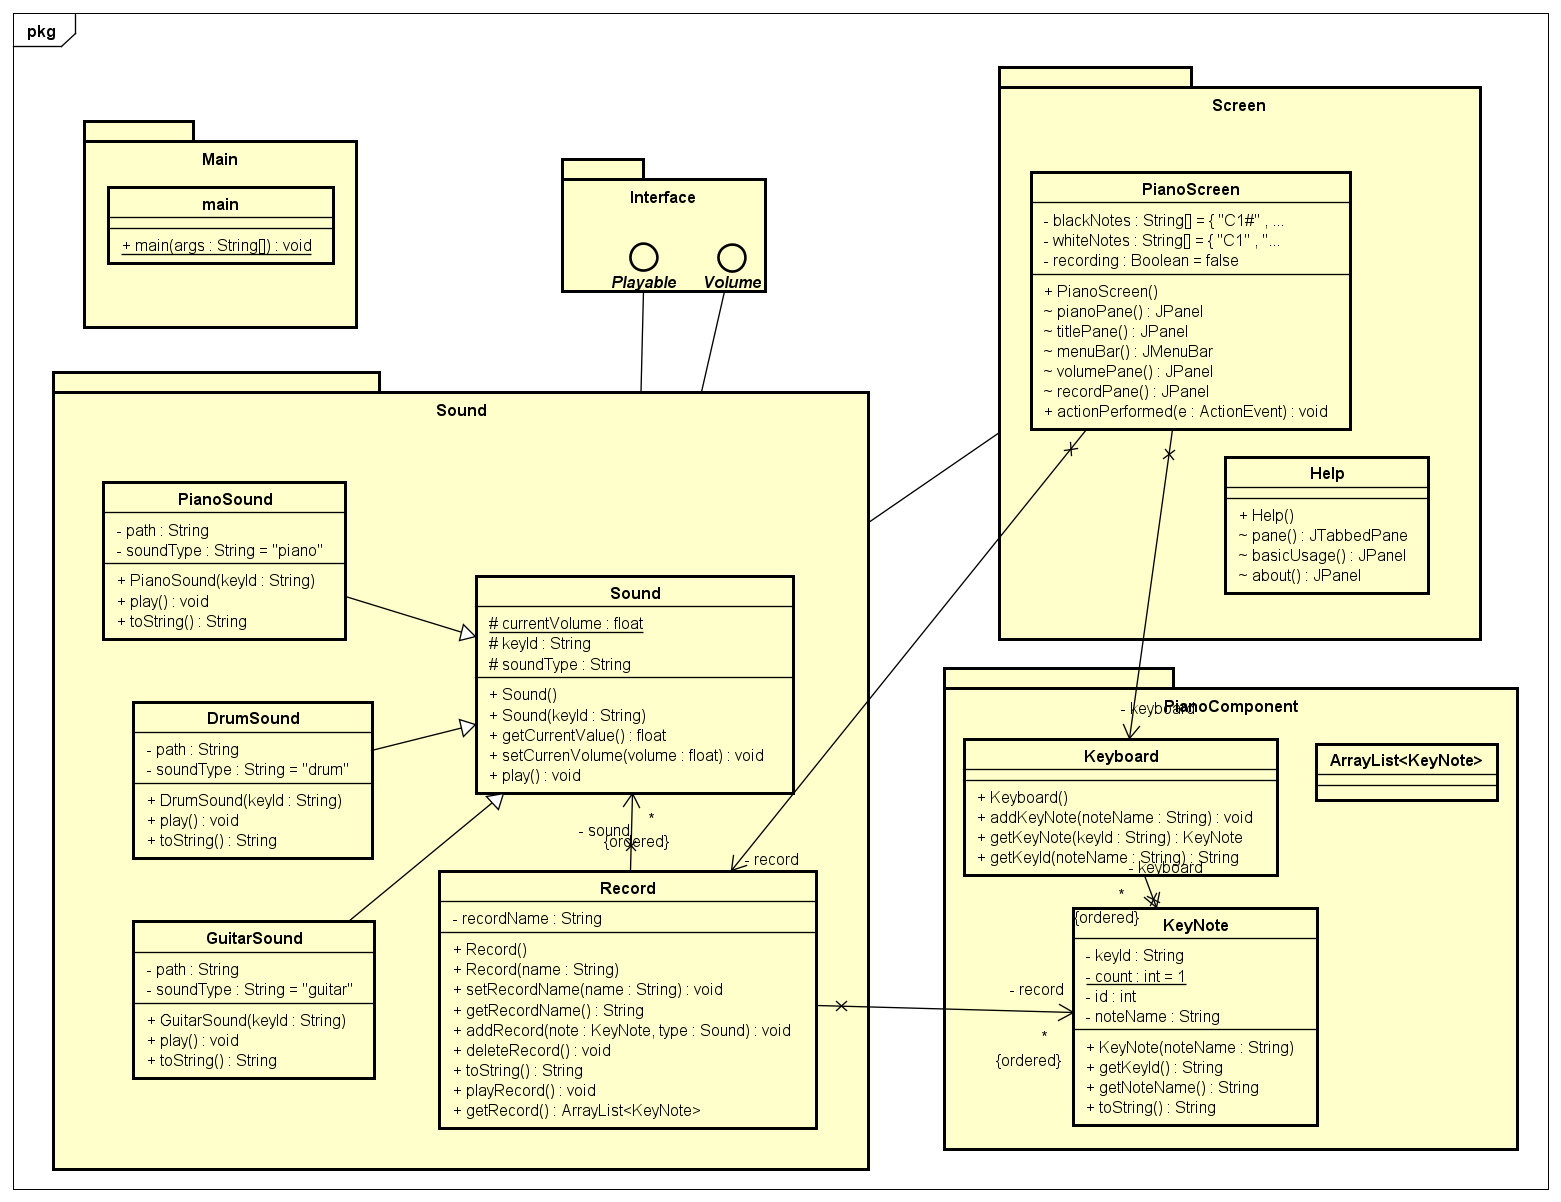 pkg
Main
main
+ main(args : String[]) : void
Interface
Playable
Volume
Screen
PianoScreen
- blackNotes : String[] = { "C1#" , ...
- whiteNotes : String[] = { "C1" , "...
- recording : Boolean = false
+ PianoScreen()
~ pianoPane() : JPanel
~ titlePane() : JPanel
~ menuBar() : JMenuBar
~ volumePane() : JPanel
~ recordPane() : JPanel
+ actionPerformed(e : ActionEvent) : void
Help
+ Help()
~ pane() : JTabbedPane
~ basicUsage() : JPanel
~ about() : JPanel
Sound
PianoSound
- path : String
- soundType : String = "piano"
+ PianoSound(keyId : String)
+ play() : void
+ toString() : String
Sound
# currentVolume : float
# keyId : String
# soundType : String
+ Sound()
+ Sound(keyId : String)
+ getCurrentValue() : float
+ setCurrenVolume(volume : float) : void
+ play() : void
DrumSound
- path : String
- soundType : String = "drum"
+ DrumSound(keyId : String)
+ play() : void
+ toString() : String
GuitarSound
- path : String
- soundType : String = "guitar"
+ GuitarSound(keyId : String)
+ play() : void
+ toString() : String
*
- sound
{ordered}
- record
Record
- recordName : String
+ Record()
+ Record(name : String)
+ setRecordName(name : String) : void
+ getRecordName() : String
+ addRecord(note : KeyNote, type : Sound) : void
+ deleteRecord() : void
+ toString() : String
+ playRecord() : void
+ getRecord() : ArrayList<KeyNote>
PianoComponent
- keyboard
Keyboard
+ Keyboard()
+ addKeyNote(noteName : String) : void
+ getKeyNote(keyId : String) : KeyNote
+ getKeyId(noteName : String) : String
ArrayList<KeyNote>
- keyboard
*
{ordered}
KeyNote
- keyId : String
- count : int = 1
- id : int
- noteName : String
+ KeyNote(noteName : String)
+ getKeyId() : String
+ getNoteName() : String
+ toString() : String
- record
*
{ordered}